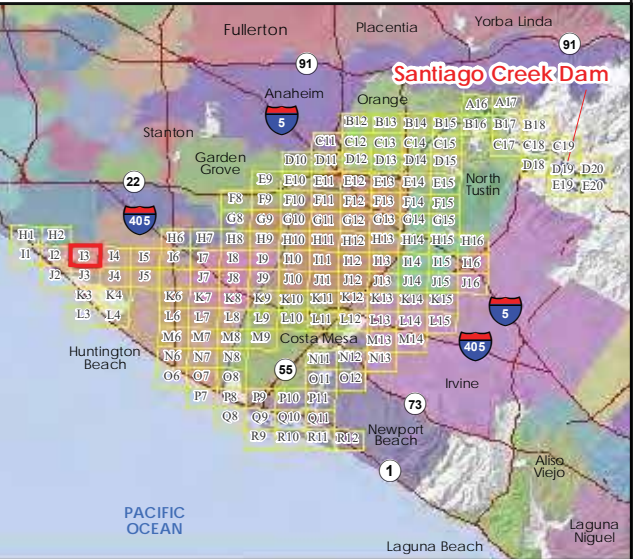 Fullerton
Placentia
Yorba Linda
91
91
Santiago Creek Dam
Anaheim
Orange
5
A16 A17
B12 B13 B14 B15 B16 B17 B18
Stanton
C11 C12 C13 C14 C15 C17 C18 C19
Garden
Grove
D10 D11 D12 D13 D14 D15 D18 D19 D20
North
Tustin
E9 E10 E11 E12 E13 E14 E15 E19 E20
22
F8 F9 F10 F11 F12 F13 F14 F15
405
G8 G9 G10 G11 G12 G13 G14 G15
H1 H2 H6 H7 H8 H9 H10 H11 H12 H13 H14 H15 H16
I1 I2 I3 I4 I5 I6 I7 I8 I9 I10 I11 I12 I13 I14 I15 I16
J2 J3 J4 J5 J7 J8 J9 J10 J11 J12 J13 J14 J15 J16
K3 K4 K6 K7 K8 K9 K10 K11 K12 K13 K14 K15
5
L3 L4 L6 L7 L8 L9 L10 L11 L12 L13 L14 L15
M6 M7 M8 M9 Costa Mesa M13 M14
405
Huntington
Beach
N6 N7 N8 N11 N12 N13
55
O6 O7 O8 O11 O12
Irvine
P7 P8 P9 P10 P11
73
Q8 Q9 Q10 Q11
Newport
Beach
R9 R10 R11 R12
1
Aliso
Viejo
PACIFIC
OCEAN
Laguna
Niguel
Laguna Beach